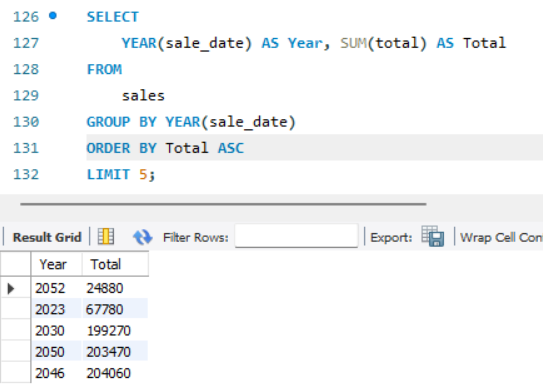 126 SELECT
127 YEAR(sale_date) AS Year, SUM(total) AS Total
128 FROM
129 sales
130 GROUP BY YEAR(sale_date)
131 ORDER BY Total ASC
132 LIMIT 5;
Result Grid Filter Rows: Export: Wrap Cell Con
Year Total
2052 24880
2023 67780
2030 199270
2050 203470
2046 204060